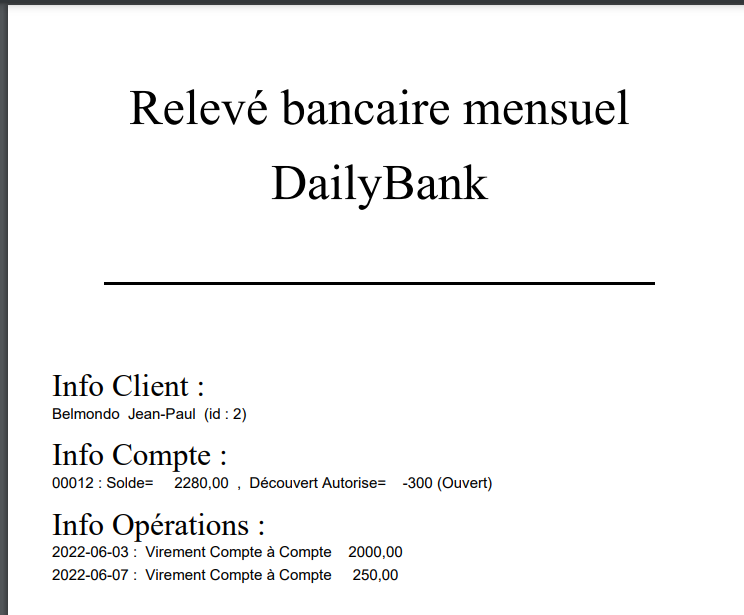 Relevé bancaire mensuel
DailyBank
Info Client :
Belmondo Jean-Paul (id : 2)
Info Compte :
00012 : Solde= 2280,00 , Découvert Autorise= -300 (Ouvert)
Info Opérations :
2022-06-03 : Virement Compte à Compte 2000,00
2022-06-07 : Virement Compte à Compte 250,00